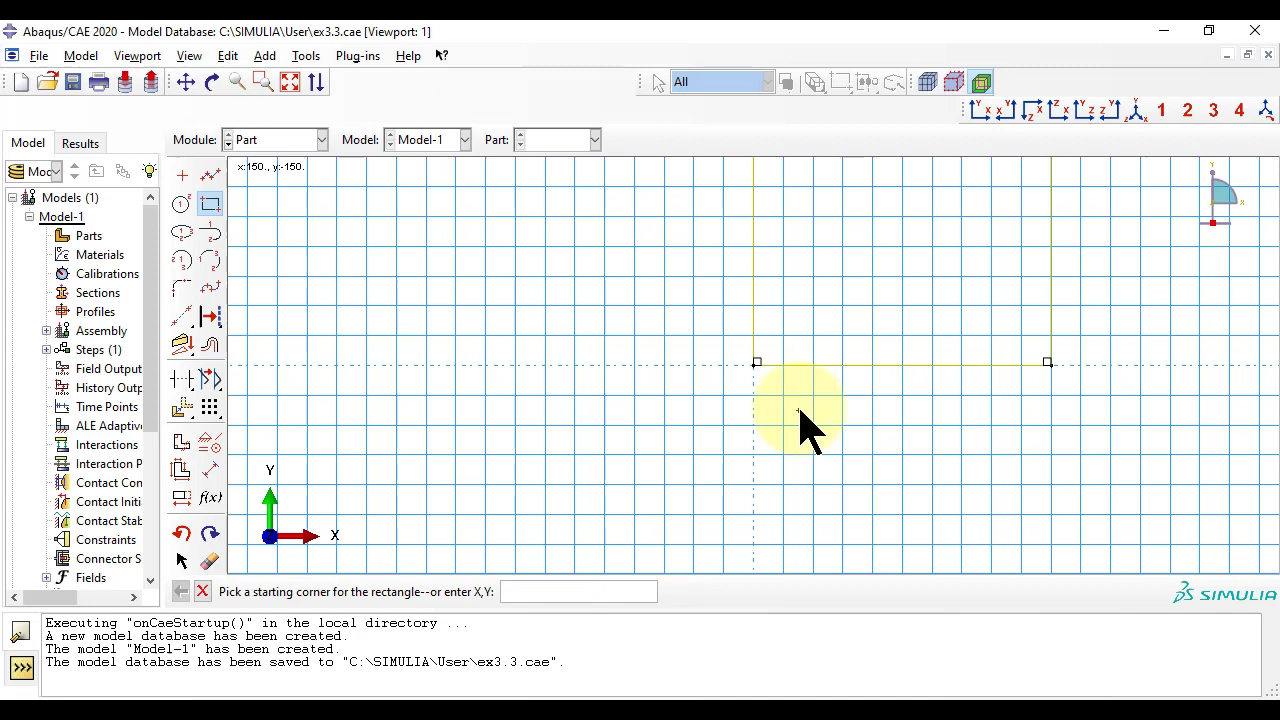 Abaqus/CAE 2020 - Model Database: C:\SIMULIA\User\ex3.3.cae [Viewport: 1]
File Model Viewport View Edit Add Tools Plug-ins Help
All
1 2 3 4
Model Results
Module: Part Model: Model-1 Part:
Mod
x:150., y:-150.
Models (1)
Model-1
Parts
Materials
Calibrations
Sections
Profiles
Assembly
Steps (1)
Field Output
History Outp
Time Points
ALE Adaptiv
Interactions
Interaction P
Contact Con
Contact Initi
Contact Stab
Constraints
Connector S
Fields
Y
X
Pick a starting corner for the rectangle--or enter X,Y:
SIMULIA
Executing "onCaeStartup()" in the local directory ...
A new model database has been created.
The model "Model-1" has been created.
The model database has been saved to "C:\SIMULIA\User\ex3.3.cae".